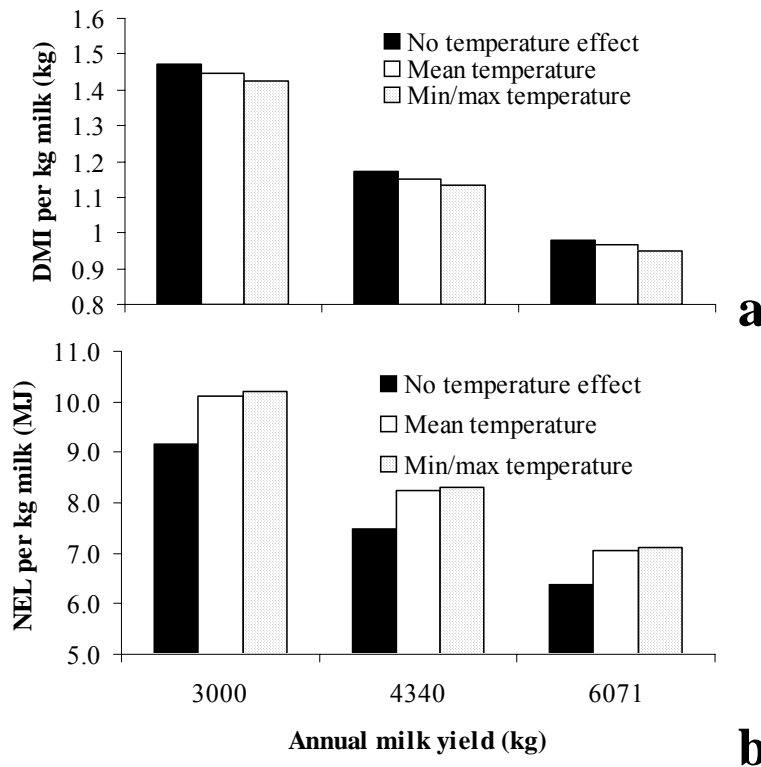 1.6
1.5
1.4
1.3
1.2
1.1
1
0.9
0.8
DMI per kg milk (kg)
No temperature effect
Mean temperature
Min/max temperature
a
11.0
10.0
9.0
8.0
7.0
6.0
5.0
NEL per kg milk (MJ)
No temperature effect
Mean temperature
Min/max temperature
3000 4340 6071
Annual milk yield (kg)
b